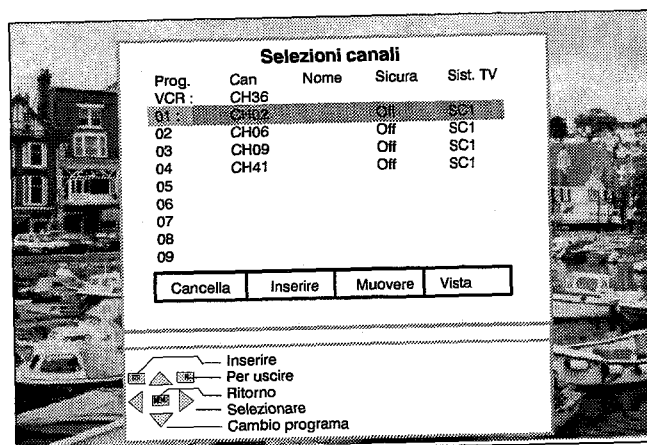 Selezioni canali
Prog. Can Nome Sicura Sist. TV
VCR : CH36
01 : CH02 Off SC1
02 CH06 Off SC1
03 CH09 Off SC1
04 CH41 Off SC1
05
06
07
08
09
Cancella Inserire Muovere Vista
Inserire
Per uscire
Ritorno
Selezionare
Cambio programa